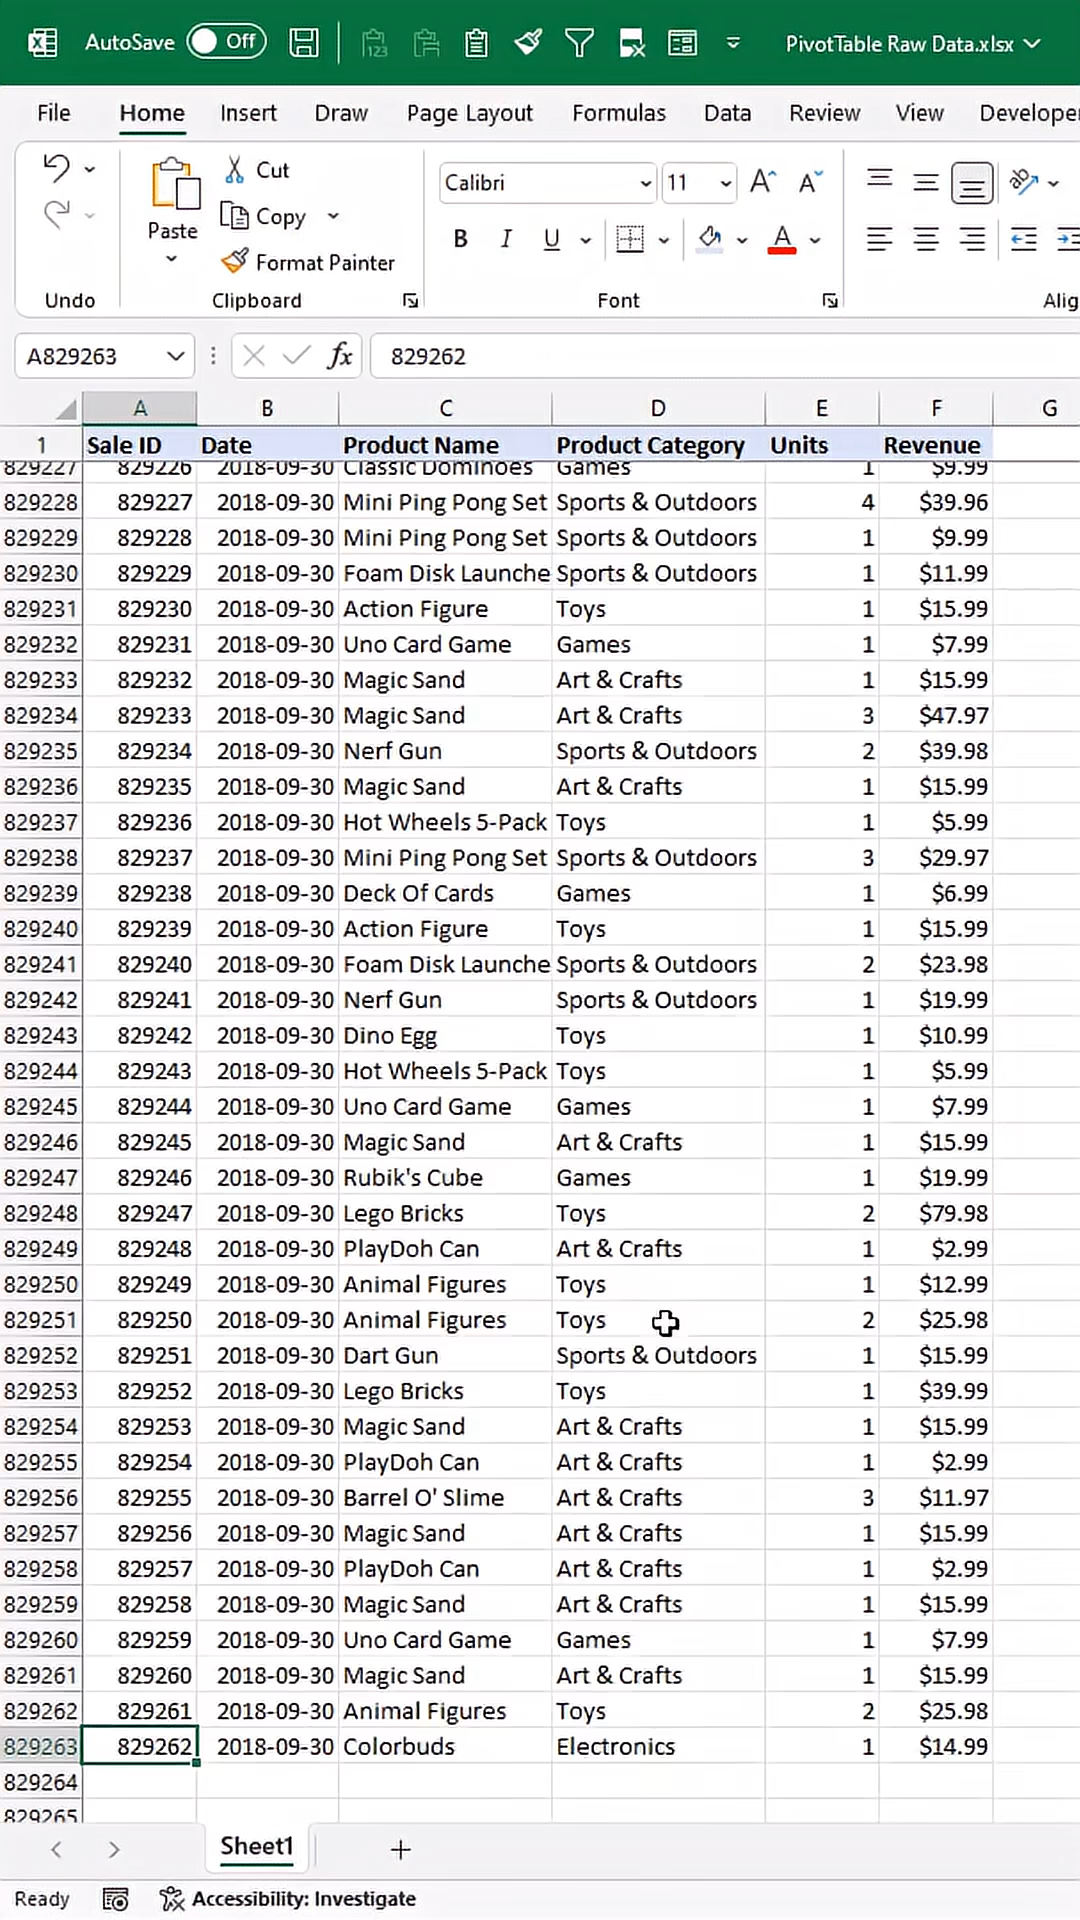 AutoSave Off PivotTable Raw Data.xlsx
File Home Insert Draw Page Layout Formulas Data Review View Developer
Cut
Calibri 11
Copy
Paste
B I U A
Format Painter
Undo Clipboard Font Alig
A829263 fx 829262
A B C D E F G
1 Sale ID Date Product Name Product Category Units Revenue
829227 829226 2018-09-30 Classic Dominoes Games 1 $9.99
829228 829227 2018-09-30 Mini Ping Pong Set Sports & Outdoors 4 $39.96
829229 829228 2018-09-30 Mini Ping Pong Set Sports & Outdoors 1 $9.99
829230 829229 2018-09-30 Foam Disk Launche Sports & Outdoors 1 $11.99
829231 829230 2018-09-30 Action Figure Toys 1 $15.99
829232 829231 2018-09-30 Uno Card Game Games 1 $7.99
829233 829232 2018-09-30 Magic Sand Art & Crafts 1 $15.99
829234 829233 2018-09-30 Magic Sand Art & Crafts 3 $47.97
829235 829234 2018-09-30 Nerf Gun Sports & Outdoors 2 $39.98
829236 829235 2018-09-30 Magic Sand Art & Crafts 1 $15.99
829237 829236 2018-09-30 Hot Wheels 5-Pack Toys 1 $5.99
829238 829237 2018-09-30 Mini Ping Pong Set Sports & Outdoors 3 $29.97
829239 829238 2018-09-30 Deck Of Cards Games 1 $6.99
829240 829239 2018-09-30 Action Figure Toys 1 $15.99
829241 829240 2018-09-30 Foam Disk Launche Sports & Outdoors 2 $23.98
829242 829241 2018-09-30 Nerf Gun Sports & Outdoors 1 $19.99
829243 829242 2018-09-30 Dino Egg Toys 1 $10.99
829244 829243 2018-09-30 Hot Wheels 5-Pack Toys 1 $5.99
829245 829244 2018-09-30 Uno Card Game Games 1 $7.99
829246 829245 2018-09-30 Magic Sand Art & Crafts 1 $15.99
829247 829246 2018-09-30 Rubik's Cube Games 1 $19.99
829248 829247 2018-09-30 Lego Bricks Toys 2 $79.98
829249 829248 2018-09-30 PlayDoh Can Art & Crafts 1 $2.99
829250 829249 2018-09-30 Animal Figures Toys 1 $12.99
829251 829250 2018-09-30 Animal Figures Toys 2 $25.98
829252 829251 2018-09-30 Dart Gun Sports & Outdoors 1 $15.99
829253 829252 2018-09-30 Lego Bricks Toys 1 $39.99
829254 829253 2018-09-30 Magic Sand Art & Crafts 1 $15.99
829255 829254 2018-09-30 PlayDoh Can Art & Crafts 1 $2.99
829256 829255 2018-09-30 Barrel O' Slime Art & Crafts 3 $11.97
829257 829256 2018-09-30 Magic Sand Art & Crafts 1 $15.99
829258 829257 2018-09-30 PlayDoh Can Art & Crafts 1 $2.99
829259 829258 2018-09-30 Magic Sand Art & Crafts 1 $15.99
829260 829259 2018-09-30 Uno Card Game Games 1 $7.99
829261 829260 2018-09-30 Magic Sand Art & Crafts 1 $15.99
829262 829261 2018-09-30 Animal Figures Toys 2 $25.98
829263 829262 2018-09-30 Colorbuds Electronics 1 $14.99
829264
829265
Sheet1
Ready Accessibility: Investigate